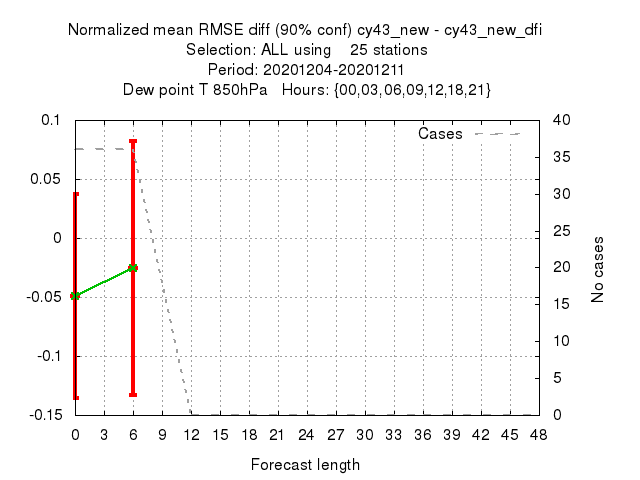 Normalized mean RMSE diff (90% conf) cy43_new - cy43_new_dfi
Selection: ALL using    25 stations
Period: 20201204-20201211
Dew point T 850hPa   Hours: {00,03,06,09,12,18,21}
Cases
0.1
0.05
0
-0.05
-0.1
-0.15
40
35
30
25
20
15
10
5
0
No cases
0 3 6 9 12 15 18 21 24 27 30 33 36 39 42 45 48
Forecast length